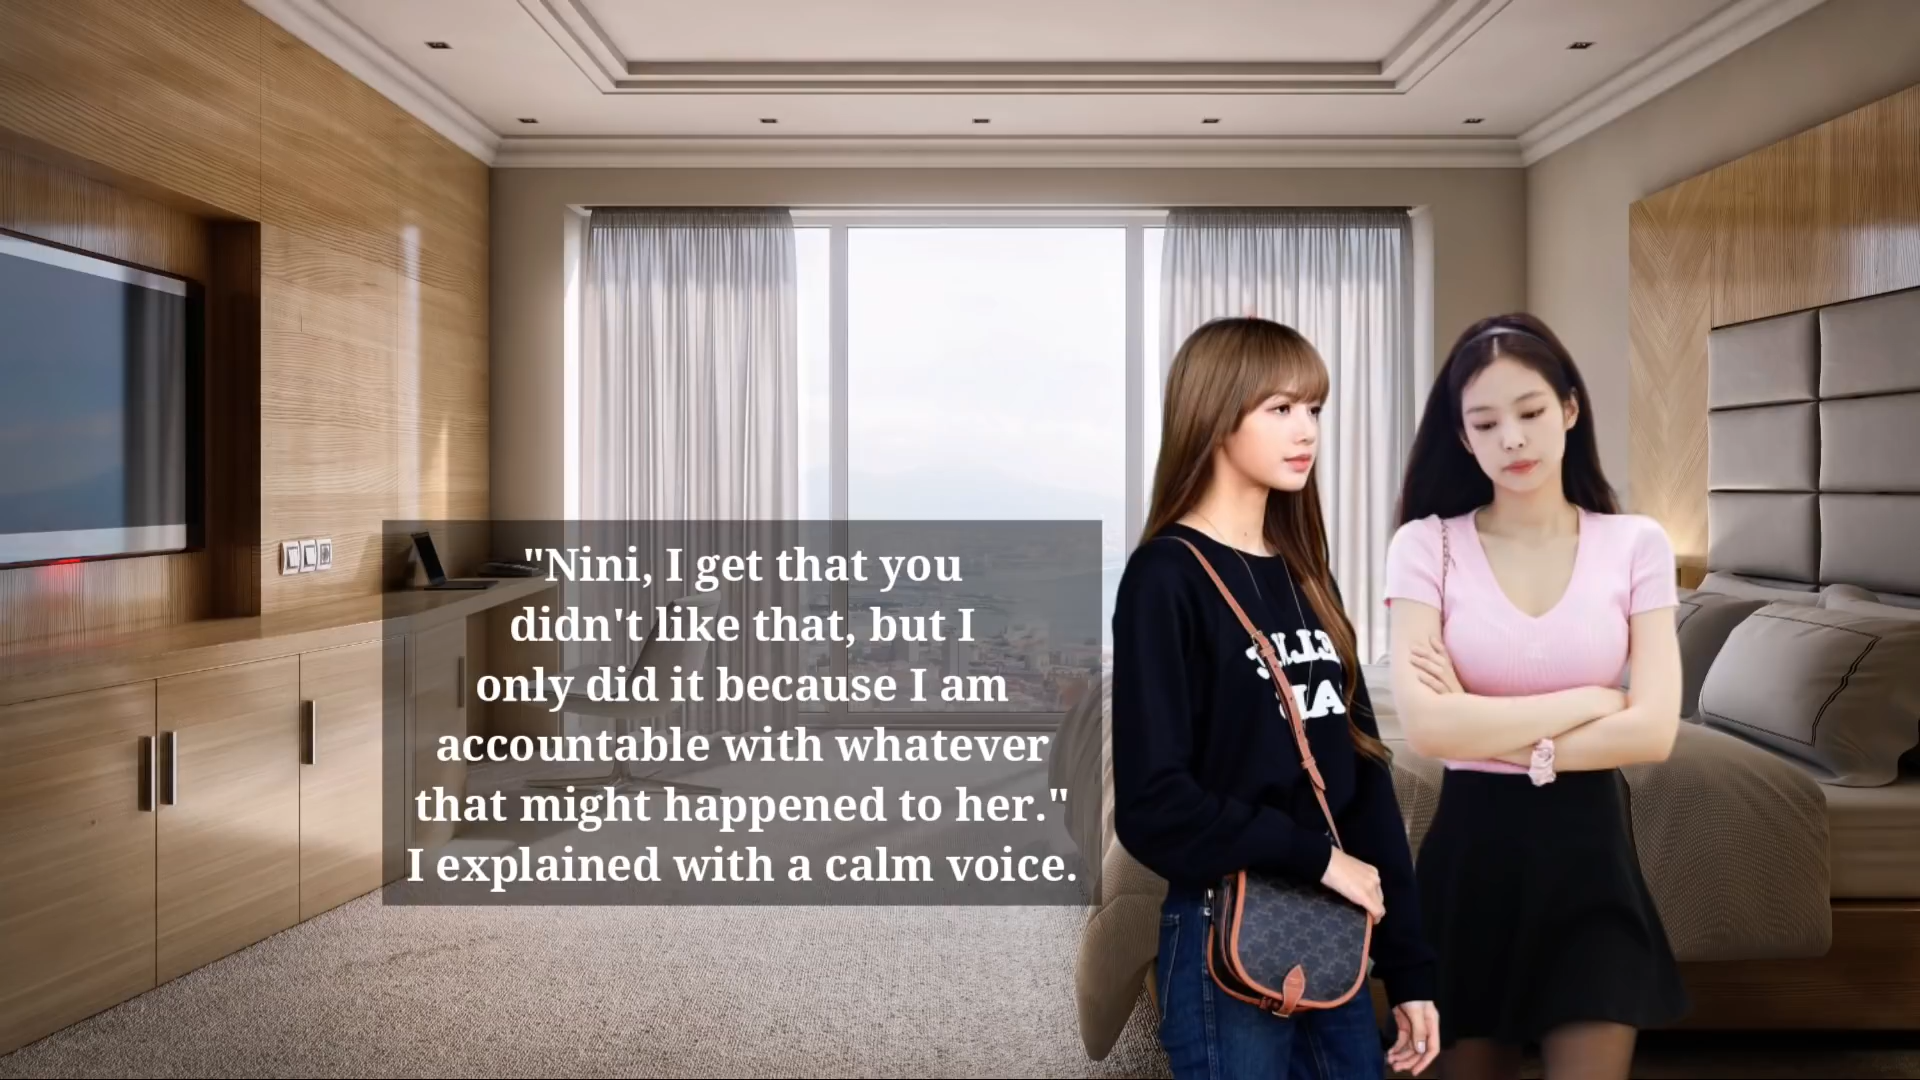 "Nini, I get that you
didn't like that, but I
only did it because I am
accountable with whatever
that might happened to her."
I explained with a calm voice.